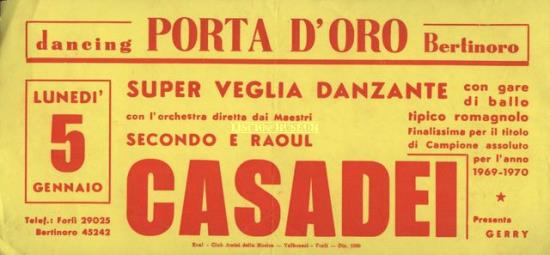 dancing PORTA D'ORO Bertinoro
LUNEDI'
5
GENNAIO
Telef.: Forlì 29025
Bertinoro 45242
SUPER VEGLIA DANZANTE
con l'orchestra diretta dai Maestri
SECONDO E RAOUL
CASADEI
con gare
di ballo
tipico romagnolo
Finalissima per il titolo
di Campione assoluto
per l'anno
1969-1970
Presenta
GERRY